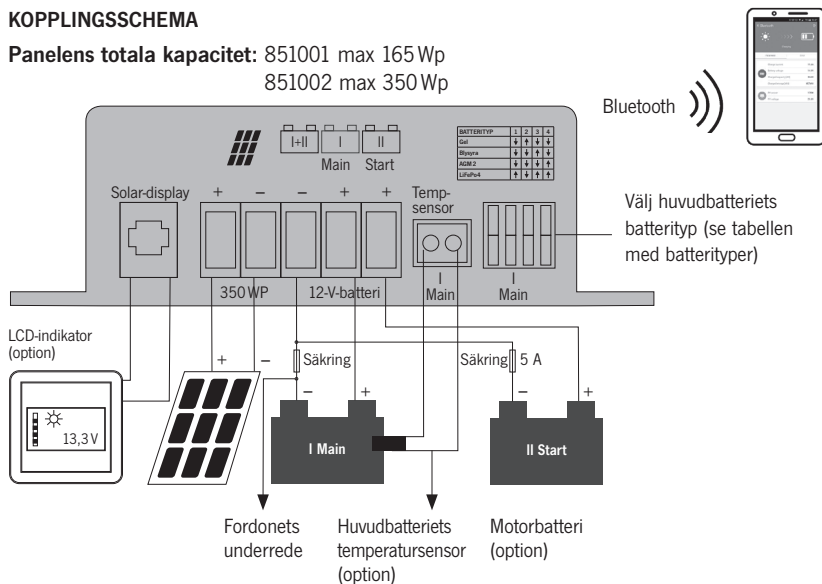 KOPPLINGSSCHEMA
Panelens totala kapacitet: 851001 max 165 Wp
851002 max 350 Wp
Bluetooth
I+II I II
Main Start
BATTERITYP 1 2 3 4
Gel ↓ ↑ ↓ ↓
Blysyra ↓ ↓ ↓ ↑
AGM 2 ↓ ↓ ↑ ↓
LiFePo4 ↑ ↓ ↓ ↑
Solar-display
+ − − + +
Temp-
sensor
Välj huvudbatteriets
batterityp (se tabellen
med batterityper)
350 WP 12-V-batteri
I
Main
I
Main
LCD-indikator
(option)
+ −
Säkring
Säkring 5 A
− +
− +
13,3 V
I Main
II Start
Fordonets
underrede
Huvudbatteriets
temperatursensor
(option)
Motorbatteri
(option)